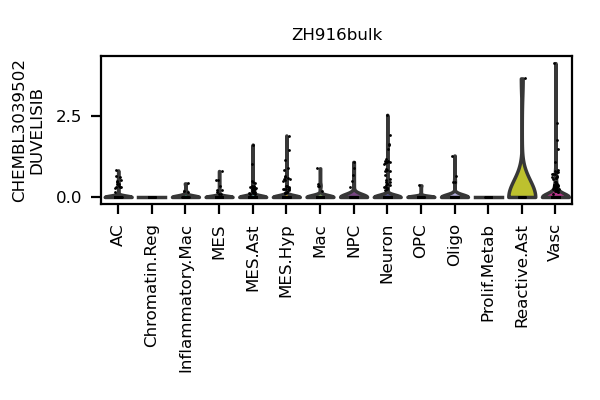 ZH916bulk
CHEMBL3039502
DUVELISIB
2.5
0.0
AC
Chromatin.Reg
Inflammatory.Mac
MES
MES.Ast
MES.Hyp
Mac
NPC
Neuron
OPC
Oligo
Prolif.Metab
Reactive.Ast
Vasc